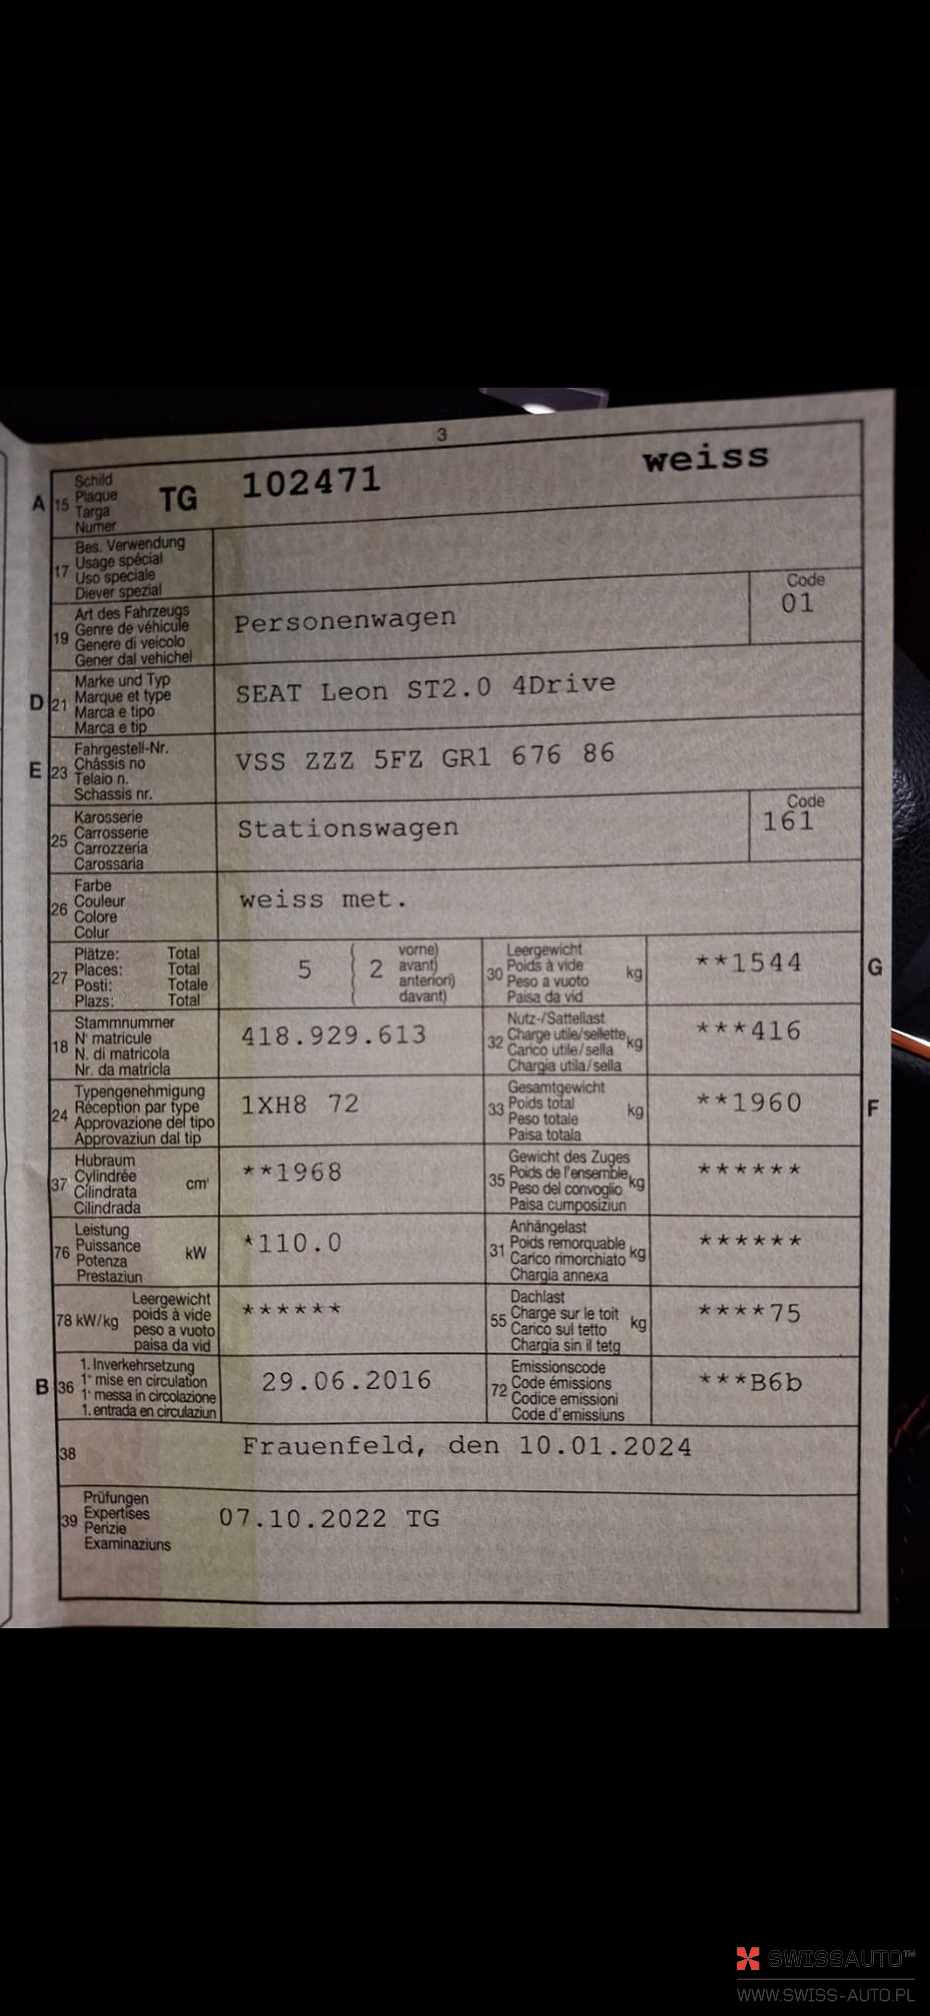 3
A 15 Schild
Plaque
Targa
Numer
TG 102471 weiss
17 Bes. Verwendung
Usage spécial
Uso speciale
Diever spezial
19 Art des Fahrzeugs
Genre de véhicule
Genere di veicolo
Gener dal vehichel
Personenwagen
Code
01
D 21 Marke und Typ
Marque et type
Marca e tipo
Marca e tip
SEAT Leon ST2.0 4Drive
E 23 Fahrgestell-Nr.
Châssis no
Telaio n.
Schassis nr.
VSS ZZZ 5FZ GR1 676 86
25 Karosserie
Carrosserie
Carrozzeria
Carossaria
Stationswagen
Code
161
26 Farbe
Couleur
Colore
Colur
weiss met.
27 Plätze: Total
Places: Total
Posti: Totale
Plazs: Total
5 ( 2 vorne)
avant)
anteriori)
( davant)
30 Leergewicht
Poids à vide
Peso a vuoto
Paisa da vid
kg **1544 G
18 Stammnummer
N° matricule
N. di matricola
Nr. da matricla
418.929.613
32 Nutz-/Sattellast
Charge utile/sellette
Carico utile/sella
Chargia utila/sella
kg ***416
24 Typengenehmigung
Réception par type
Approvazione del tipo
Approvaziun dal tip
1XH8 72
33 Gesamtgewicht
Poids total
Peso totale
Paisa totala
kg **1960 F
37 Hubraum
Cylindrée
Cilindrata
Cilindrada
cm³ **1968
35 Gewicht des Zuges
Poids de l'ensemble
Peso del convoglio
Paisa cumposiziun
kg ******
76 Leistung
Puissance
Potenza
Prestaziun
kW *110.0
31 Anhängelast
Poids remorquable
Carico rimorchiato
Chargia annexa
kg ******
78 kW/kg Leergewicht
poids à vide
peso a vuoto
paisa da vid
******
55 Dachlast
Charge sur le toit
Carico sul tetto
Chargia sin il tetg
kg ****75
B 36 1. Inverkehrsetzung
1° mise en circulation
1° messa in circolazione
1. entrada en circulaziun
29.06.2016
72 Emissionscode
Code émissions
Codice emissioni
Code d'emissiuns
***B6b
38 Frauenfeld, den 10.01.2024
39 Prüfungen
Expertises
Perizie
Examinaziuns
07.10.2022 TG
SWISSAUTO™
WWW.SWISS-AUTO.PL